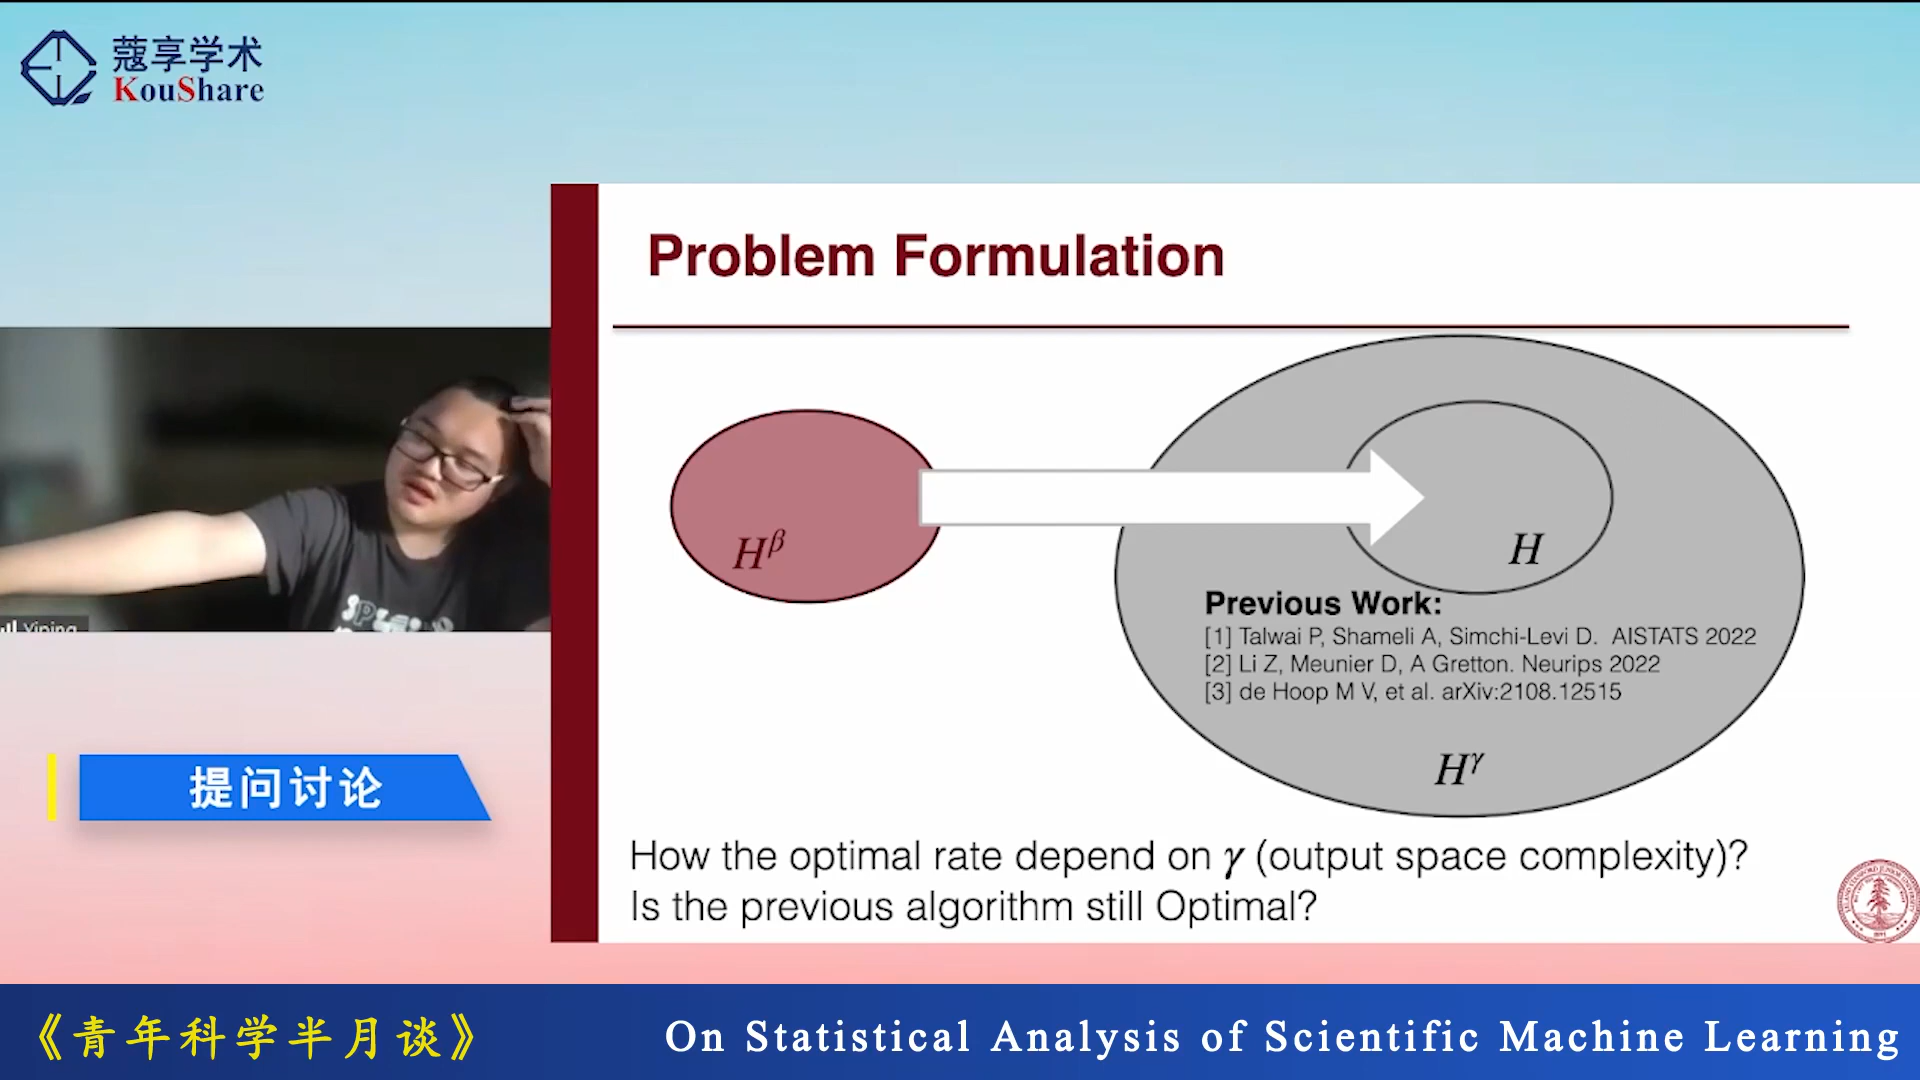 蔻享学术
KouShare
Problem Formulation
H^β
H
Previous Work:
[1] Talwai P, Shameli A, Simchi-Levi D. AISTATS 2022
[2] Li Z, Meunier D, A Gretton. Neurips 2022
[3] de Hoop M V, et al. arXiv:2108.12515
H^γ
How the optimal rate depend on γ (output space complexity)?
Is the previous algorithm still Optimal?
Yiping
提问讨论
《青年科学半月谈》
On Statistical Analysis of Scientific Machine Learning